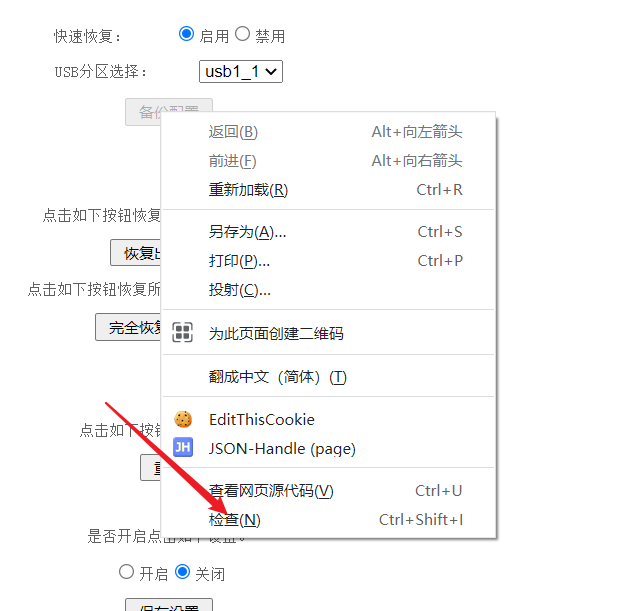 快速恢复： 启用 禁用
USB分区选择： usb1_1
备份配置
返回(B) Alt+向左箭头
前进(F) Alt+向右箭头
重新加载(R) Ctrl+R
点击如下按钮恢复
另存为(A)... Ctrl+S
恢复出
打印(P)... Ctrl+P
点击如下按钮恢复所
投射(C)...
完全恢复
为此页面创建二维码
翻成中文（简体）(T)
EditThisCookie
点击如下按钮
JH JSON-Handle (page)
查看网页源代码(V) Ctrl+U
检查(N) Ctrl+Shift+I
是否开启点击如下
开启 关闭
保存设置